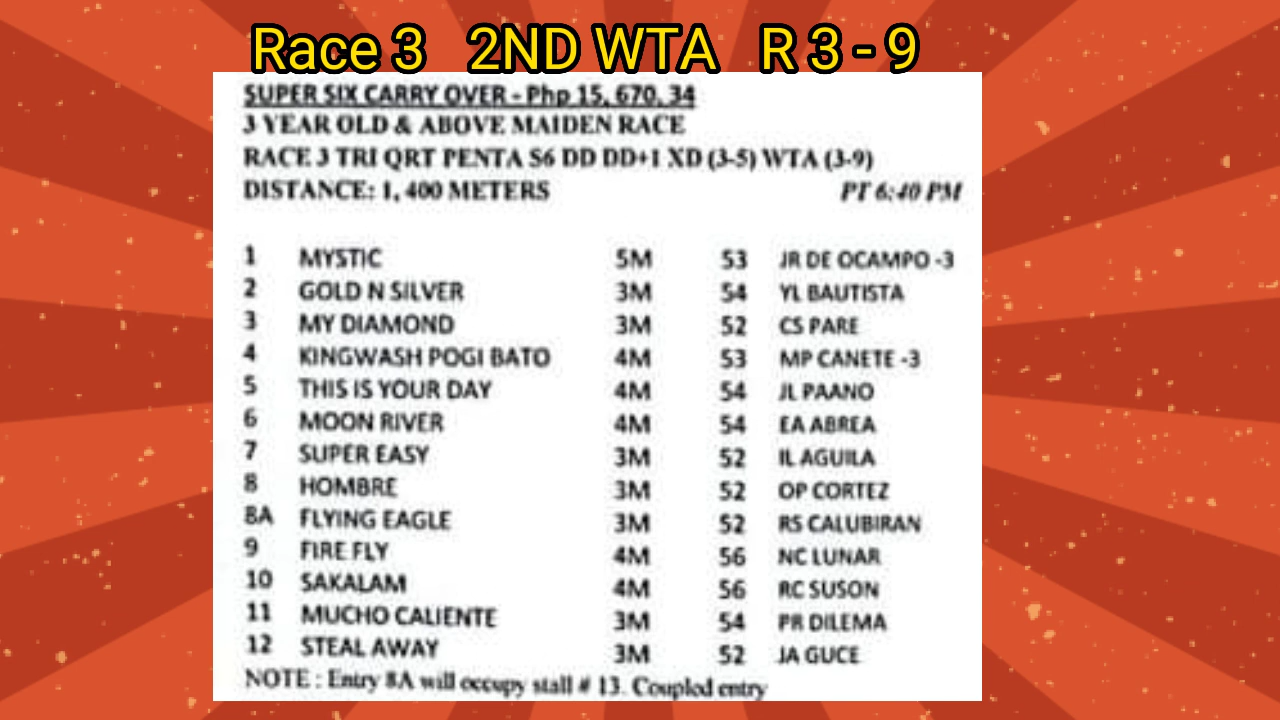 Race 3 2ND WTA R 3 - 9
SUPER SIX CARRY OVER - Php 15, 670, 34
3 YEAR OLD & ABOVE MAIDEN RACE
RACE 3 TRI QRT PENTA S6 DD DD+1 XD (3-5) WTA (3-9)
DISTANCE: 1, 400 METERS PT 6:40 PM
1 MYSTIC 5M 53 JR DE OCAMPO -3
2 GOLD N SILVER 3M 54 YL BAUTISTA
3 MY DIAMOND 3M 52 CS PARE
4 KINGWASH POGI BATO 4M 53 MP CANETE -3
5 THIS IS YOUR DAY 4M 54 JL PAANO
6 MOON RIVER 4M 54 EA ABREA
7 SUPER EASY 3M 52 IL AGUILA
8 HOMBRE 3M 52 OP CORTEZ
8A FLYING EAGLE 3M 52 RS CALUBIRAN
9 FIRE FLY 4M 56 NC LUNAR
10 SAKALAM 4M 56 RC SUSON
11 MUCHO CALIENTE 3M 54 PR DILEMA
12 STEAL AWAY 3M 52 JA GUCE
NOTE : Entry 8A will occupy stall # 13. Coupled entry